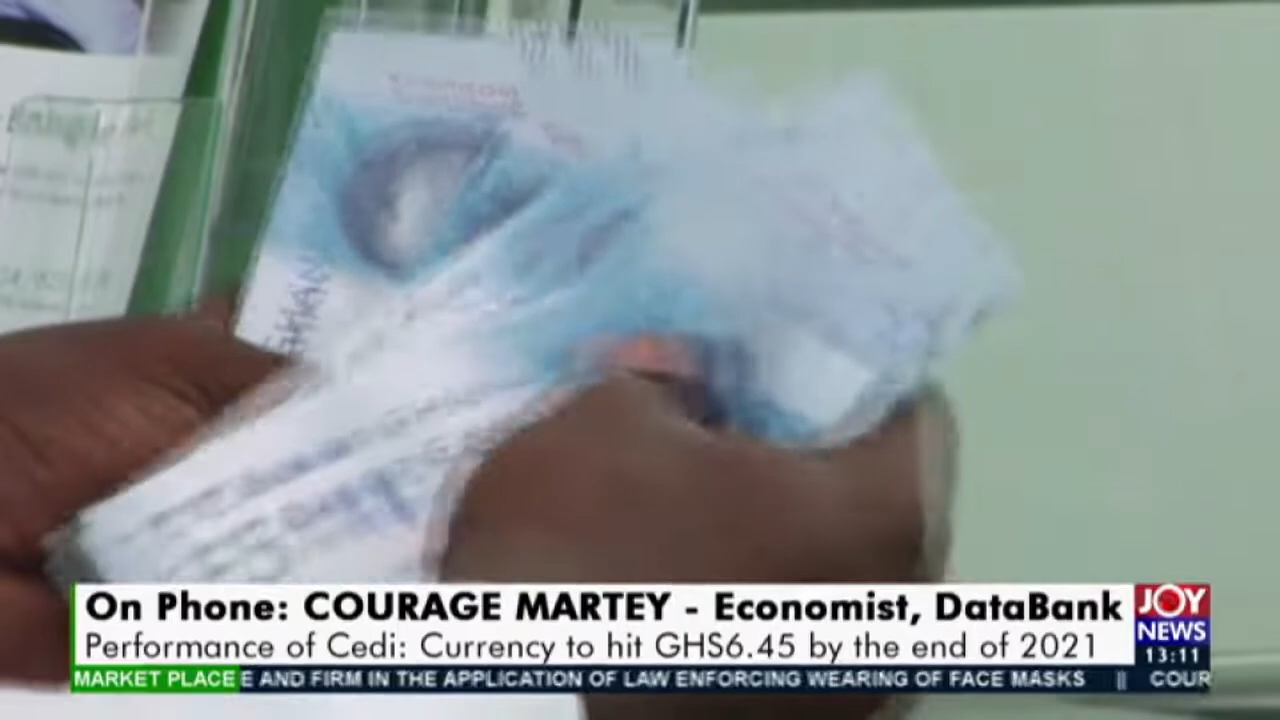 On Phone: COURAGE MARTEY - Economist, DataBank
Performance of Cedi: Currency to hit GHS6.45 by the end of 2021
JOY
NEWS
13:11
MARKET PLACE E AND FIRM IN THE APPLICATION OF LAW ENFORCING WEARING OF FACE MASKS || COUR